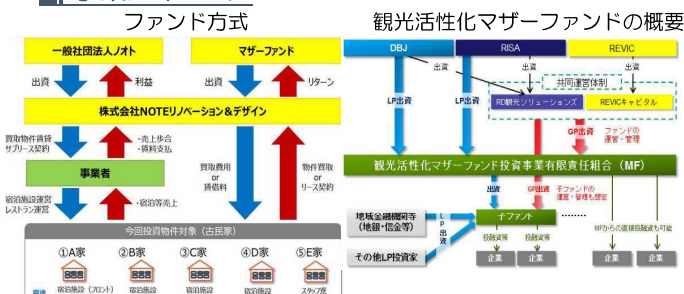 ファンド方式
一般社団法人ノオト
マザーファンド
出資
利益
出資
リターン
株式会社NOTEリノベーション&デザイン
買取物件賃貸
サブリース契約
・売上歩合
・賃料支払
買取費用
or
賃借料
物件買取
or
リース契約
事業者
宿泊施設運営
レストラン運営
・宿泊等売上
今回投資物件対象（古民家）
①A家
②B家
③C家
④D家
⑤E家
宿泊施設（フロント）
宿泊施設
宿泊施設
宿泊施設
スタッフ寮
観光活性化マザーファンドの概要
DBJ
RISA
REVIC
出資
出資
出資
共同運営体制
LP出資
LP出資
RD観光ソリューションズ
REVICキャピタル
GP出資
ファンドの
運営・管理
観光活性化マザーファンド投資事業有限責任組合（MF）
出資
GP出資
子ファンドの
運営・管理も想定
地域金融機関等
（地銀・信金等）
LP出資
子ファンド
その他LP投資家
投融資等
投融資等
MFからの直接投融資も可能
企業
企業
企業
企業